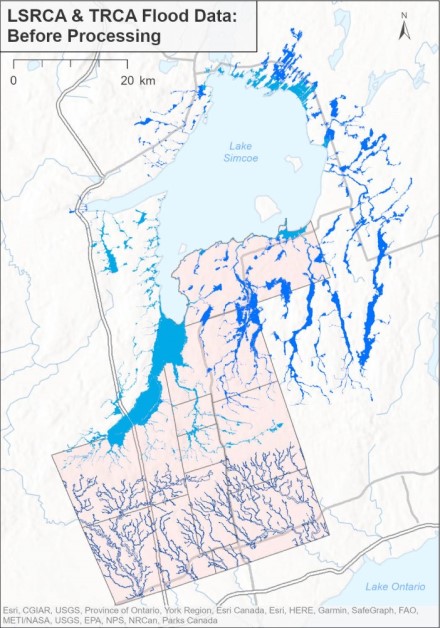 LSRCA & TRCA Flood Data:
Before Processing
0 20 km
N
Lake
Simcoe
Lake Ontario
Esri, CGIAR, USGS, Province of Ontario, York Region, Esri Canada, Esri, HERE, Garmin, SafeGraph, FAO,
METI/NASA, USGS, EPA, NPS, NRCan, Parks Canada